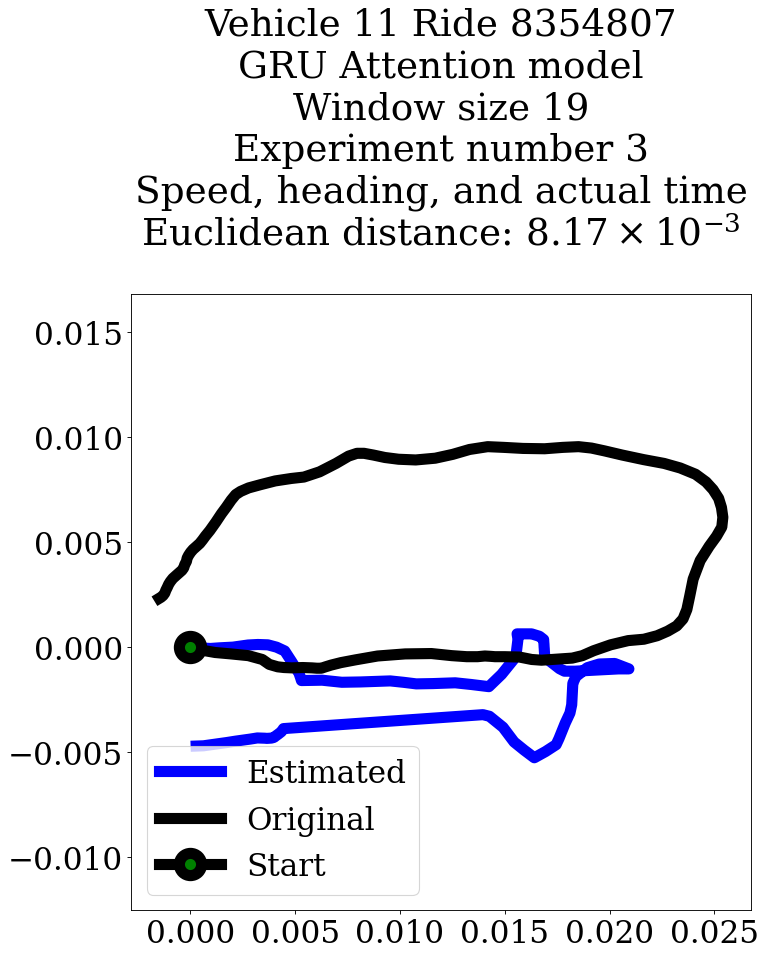 Vehicle 11 Ride 8354807
GRU Attention model
Window size 19
Experiment number 3
Speed, heading, and actual time
Euclidean distance: 8.17 × 10⁻³
0.015
0.010
0.005
0.000
−0.005
−0.010
Estimated
Original
Start
0.000 0.005 0.010 0.015 0.020 0.025